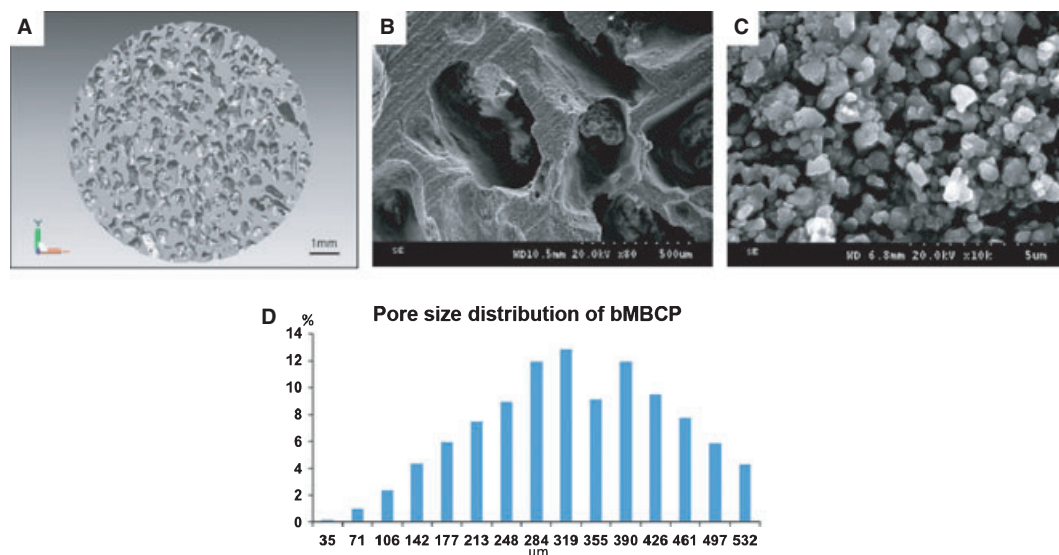 A
B
C
1mm
SE
WD10.5mm 20.0kV x80 500um
SE
WD 6.8mm 20.0kV x10k 5um
D
%
Pore size distribution of bMBCP
14
12
10
8
6
4
2
0
35 71 106 142 177 213 248 284 319 355 390 426 461 497 532
μm